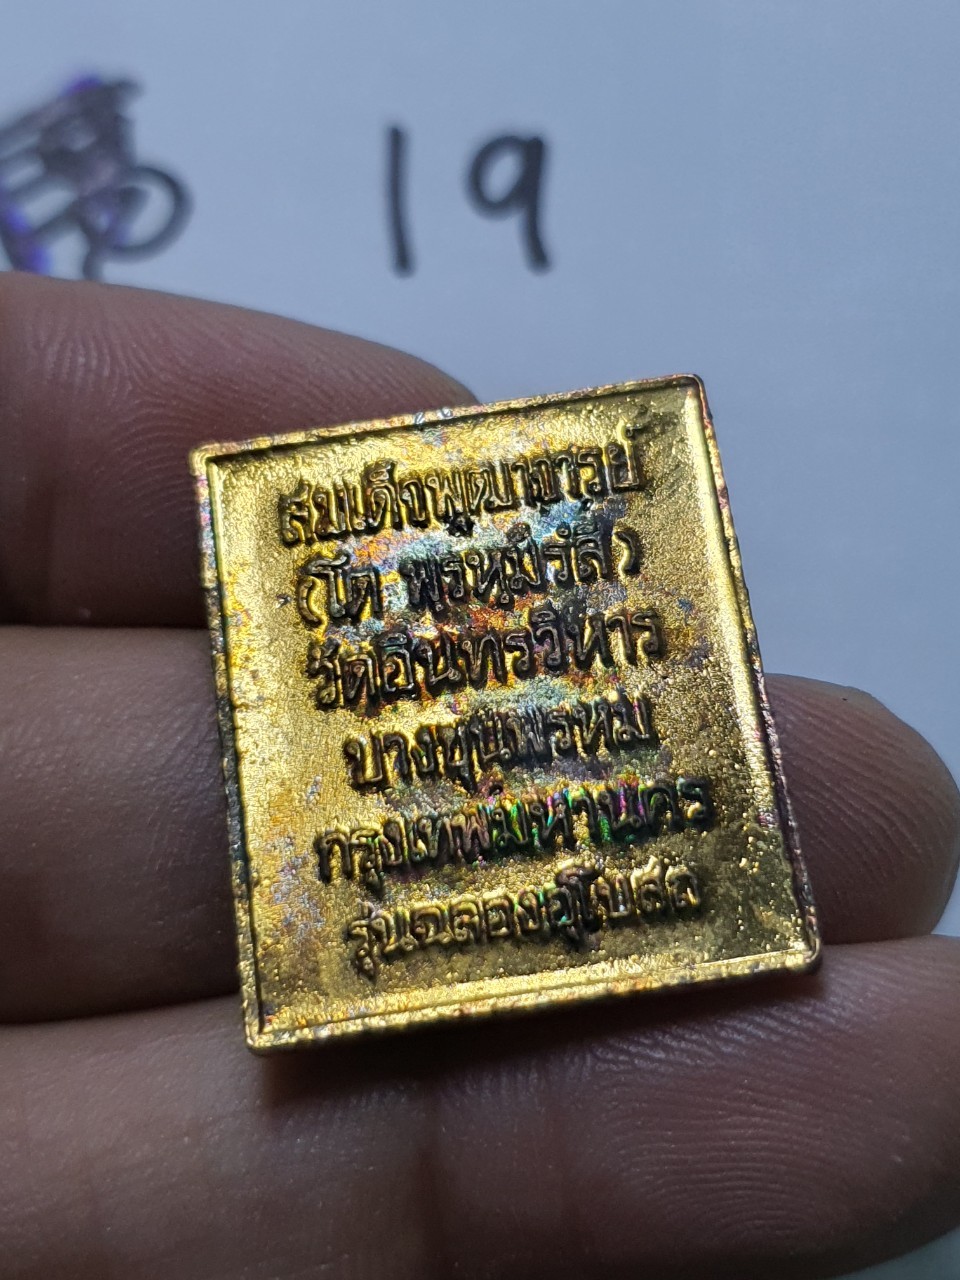 19
สมเด็จพุฒาจารย์
(โต พรหมรังสี)
วัดอินทรวิหาร
บางขุนพรหม
กรุงเทพมหานคร
รุ่นฉลองอุโบสถ